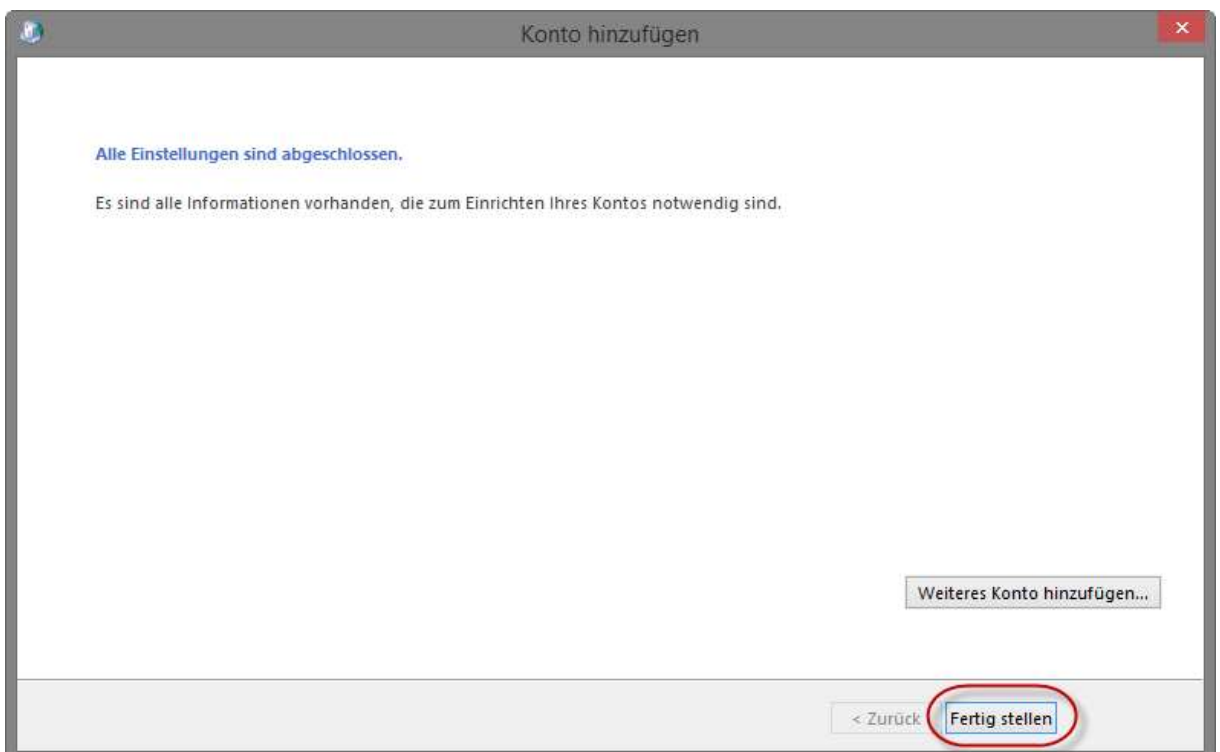 Konto hinzufügen
Alle Einstellungen sind abgeschlossen.
Es sind alle Informationen vorhanden, die zum Einrichten Ihres Kontos notwendig sind.
Weiteres Konto hinzufügen...
< Zurück
Fertig stellen